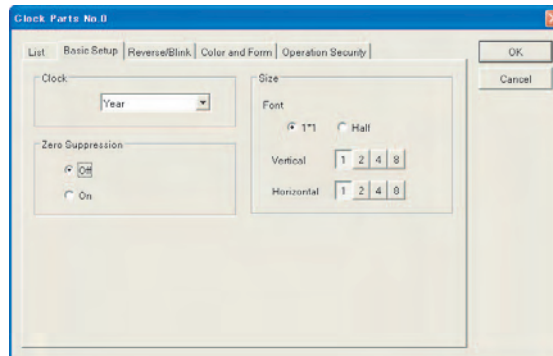 Clock Parts No.0
List Basic Setup Reverse/Blink Color and Form Operation Security
OK
Cancel
Clock
Year
Zero Suppression
Off
On
Size
Font
1*1 Half
Vertical 1 2 4 8
Horizontal 1 2 4 8